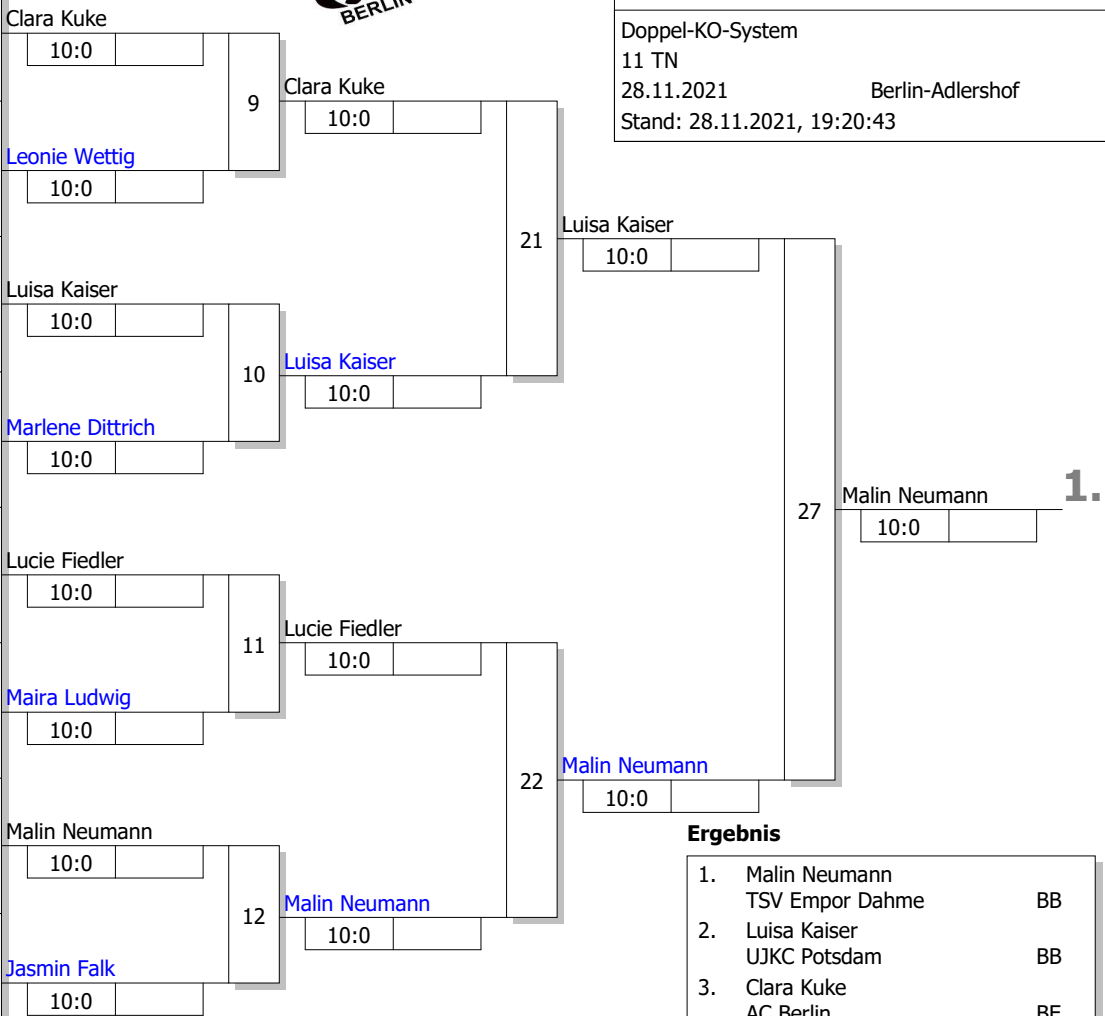 BERLIN
Doppel-KO-System
11 TN
28.11.2021 Berlin-Adlershof
Stand: 28.11.2021, 19:20:43
Clara Kuke
10:0
9
Leonie Wettig
10:0
Clara Kuke
10:0
Luisa Kaiser
10:0
10
Marlene Dittrich
10:0
Luisa Kaiser
10:0
21
Luisa Kaiser
10:0
Lucie Fiedler
10:0
11
Maira Ludwig
10:0
Lucie Fiedler
10:0
Malin Neumann
10:0
12
Jasmin Falk
10:0
Malin Neumann
10:0
22
Malin Neumann
10:0
27
Malin Neumann
10:0
1.
Ergebnis
1. Malin Neumann
TSV Empor Dahme BB
2. Luisa Kaiser
UJKC Potsdam BB
3. Clara Kuke
AC Berlin BE